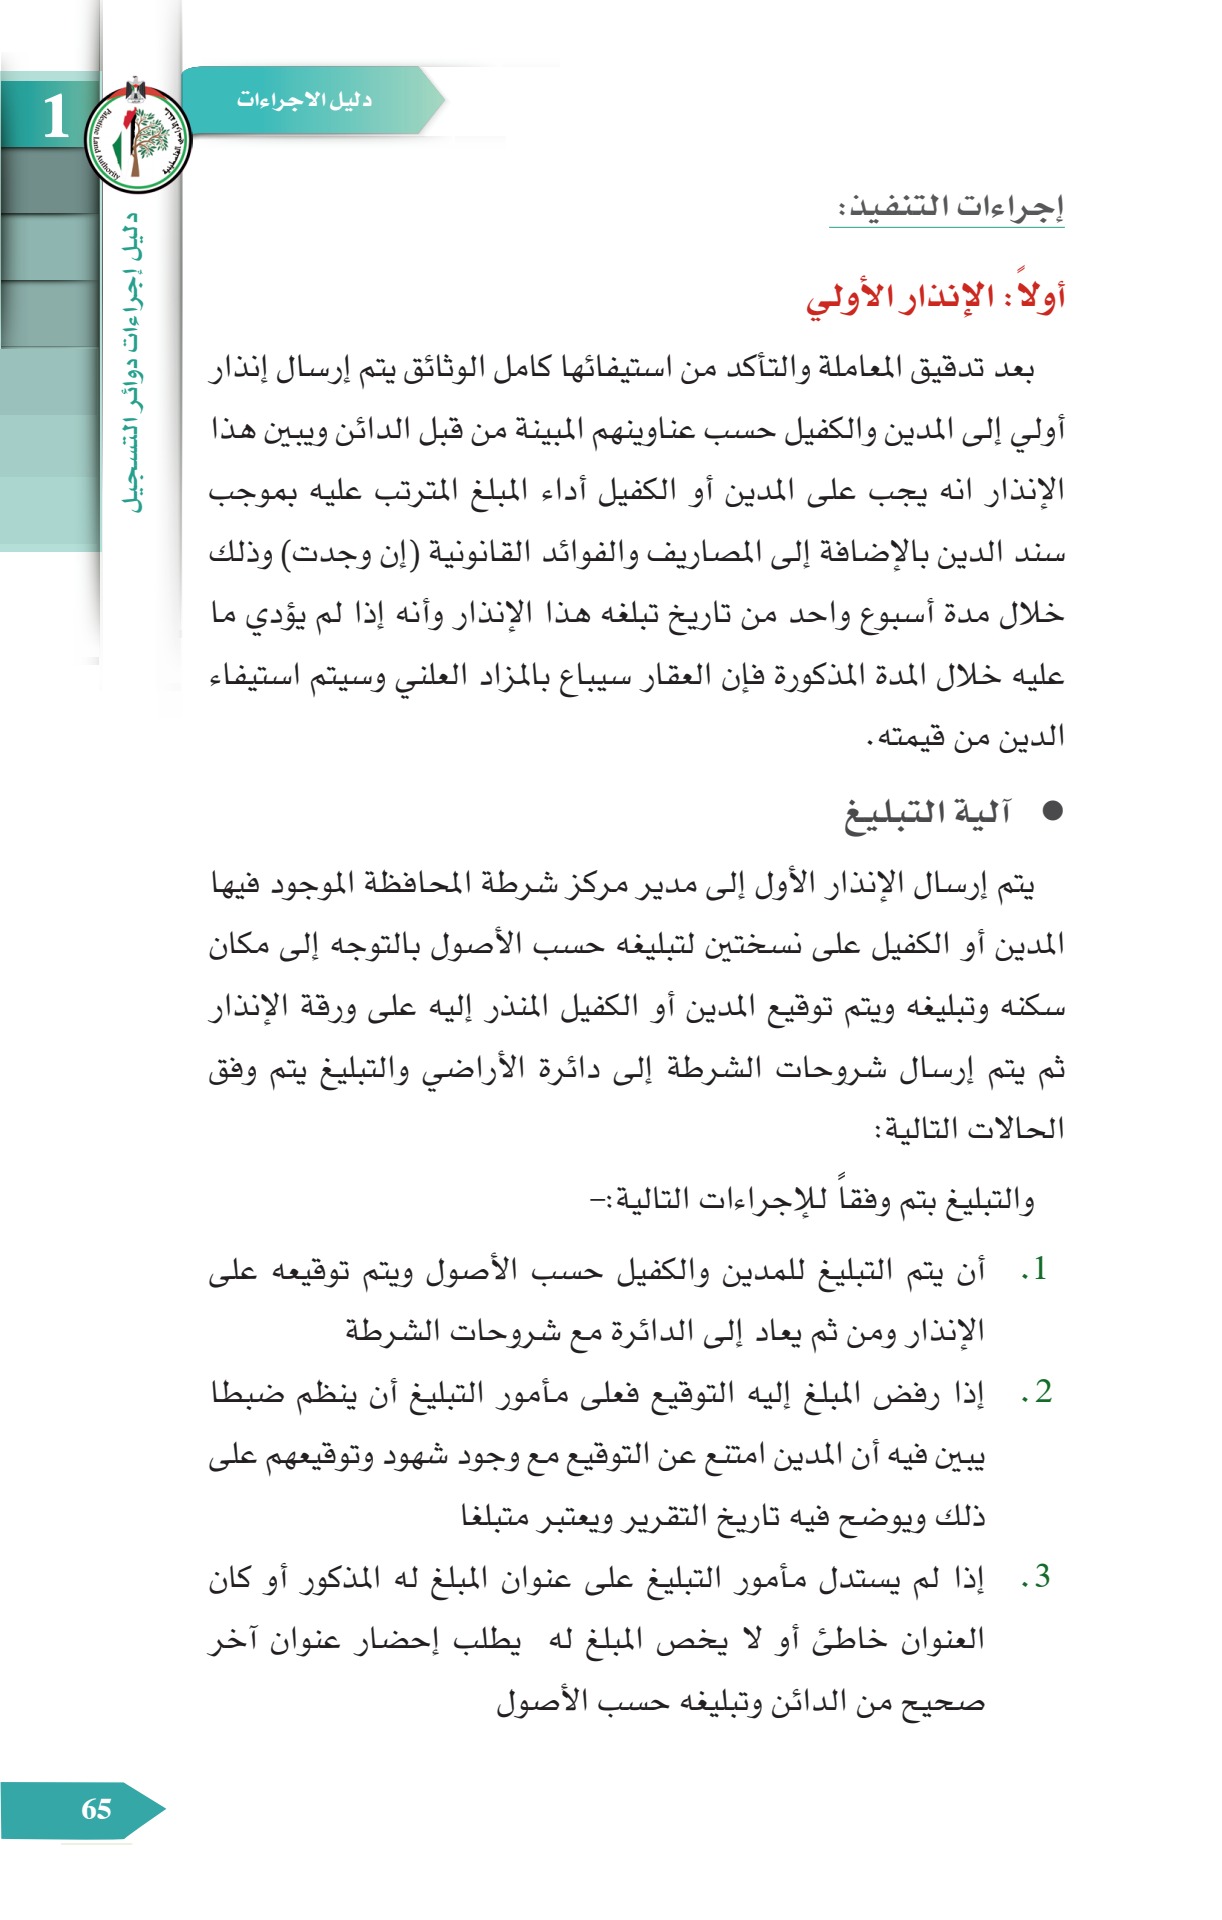 دليل الاجراءات
1
Palestine Land Authority
دليل إجراءات دوائر التسجيل
إجراءات التنفيذ:
أولاً: الإنذار الأولي
بعد تدقيق المعاملة والتأكد من استيفائها كامل الوثائق يتم إرسال إنذار
أولي إلى المدين والكفيل حسب عناوينهم المبينة من قبل الدائن ويبين هذا
الإنذار انه يجب على المدين أو الكفيل أداء المبلغ المترتب عليه بموجب
سند الدين بالإضافة إلى المصاريف والفوائد القانونية (إن وجدت) وذلك
خلال مدة أسبوع واحد من تاريخ تبلغه هذا الإنذار وأنه إذا لم يؤدي ما
عليه خلال المدة المذكورة فإن العقار سيباع بالمزاد العلني وسيتم استيفاء
الدين من قيمته.
● آلية التبليغ
يتم إرسال الإنذار الأول إلى مدير مركز شرطة المحافظة الموجود فيها
المدين أو الكفيل على نسختين لتبليغه حسب الأصول بالتوجه إلى مكان
سكنه وتبليغه ويتم توقيع المدين أو الكفيل المنذر إليه على ورقة الإنذار
ثم يتم إرسال شروحات الشرطة إلى دائرة الأراضي والتبليغ يتم وفق
الحالات التالية:
والتبليغ بتم وفقاً للإجراءات التالية:–
1. أن يتم التبليغ للمدين والكفيل حسب الأصول ويتم توقيعه على
الإنذار ومن ثم يعاد إلى الدائرة مع شروحات الشرطة
2. إذا رفض المبلغ إليه التوقيع فعلى مأمور التبليغ أن ينظم ضبطا
يبين فيه أن المدين امتنع عن التوقيع مع وجود شهود وتوقيعهم على
ذلك ويوضح فيه تاريخ التقرير ويعتبر متبلغا
3. إذا لم يستدل مأمور التبليغ على عنوان المبلغ له المذكور أو كان
العنوان خاطئ أو لا يخص المبلغ له يطلب إحضار عنوان آخر
صحيح من الدائن وتبليغه حسب الأصول
65